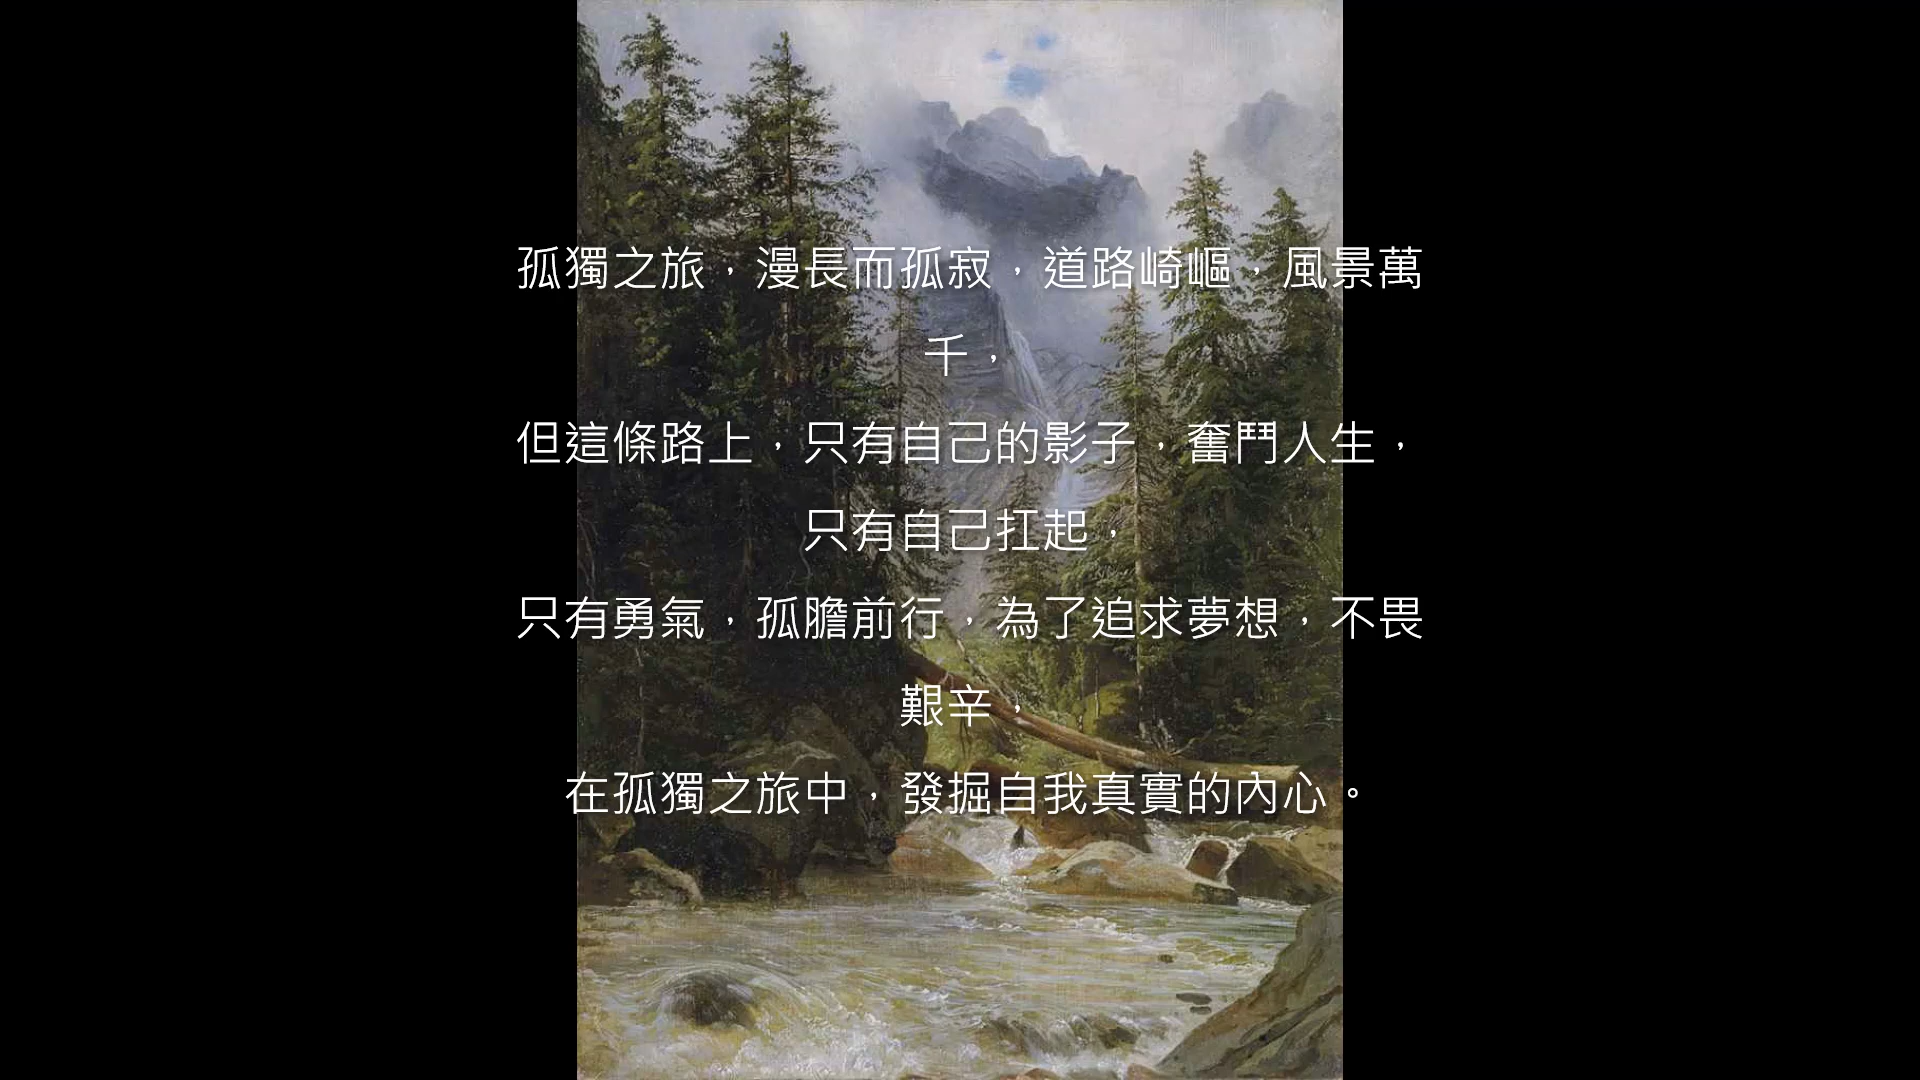 孤獨之旅，漫長而孤寂，道路崎嶇，風景萬
千，
但這條路上，只有自己的影子，奮鬥人生，
只有自己扛起，
只有勇氣，孤膽前行，為了追求夢想，不畏
艱辛，
在孤獨之旅中，發掘自我真實的內心。